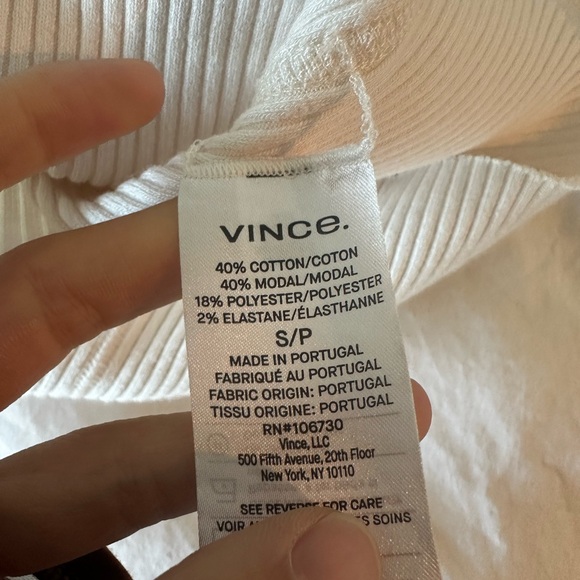 VINCE.
40% COTTON/COTON
40% MODAL/MODAL
18% POLYESTER/POLYESTER
2% ELASTANE/ÉLASTHANNE
S/P
MADE IN PORTUGAL
FABRIQUÉ AU PORTUGAL
FABRIC ORIGIN: PORTUGAL
TISSU ORIGINE: PORTUGAL
RN#106730
Vince, LLC
500 Fifth Avenue, 20th Floor
New York, NY 10110
SEE REVERSE FOR CARE
VOIR SOINS